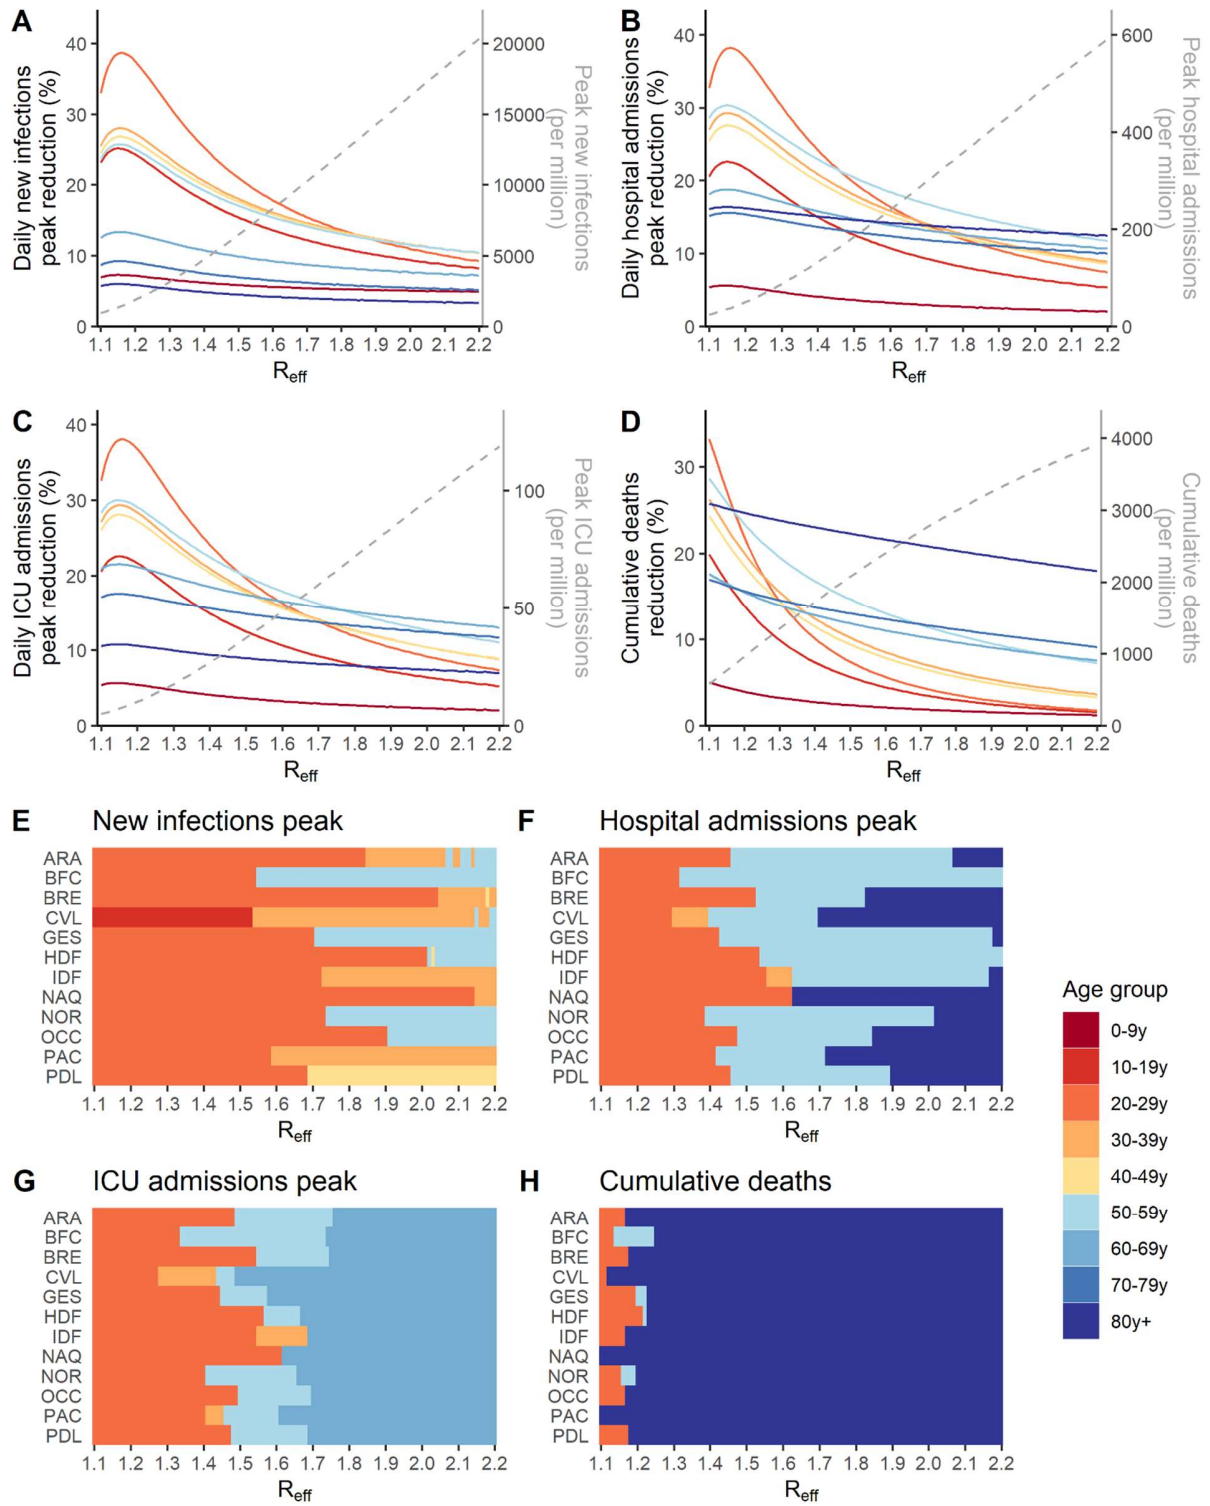 A
Daily new infections
peak reduction (%)
40
30
20
10
0
20000
15000
10000
5000
0
Peak new infections
(per million)
1.1 1.2 1.3 1.4 1.5 1.6 1.7 1.8 1.9 2.0 2.1 2.2
Reff
B
Daily hospital admissions
peak reduction (%)
40
30
20
10
0
600
400
200
0
Peak hospital admissions
(per million)
1.1 1.2 1.3 1.4 1.5 1.6 1.7 1.8 1.9 2.0 2.1 2.2
Reff
C
Daily ICU admissions
peak reduction (%)
40
30
20
10
0
100
50
0
Peak ICU admissions
(per million)
1.1 1.2 1.3 1.4 1.5 1.6 1.7 1.8 1.9 2.0 2.1 2.2
Reff
D
Cumulative deaths
reduction (%)
30
20
10
0
4000
3000
2000
1000
0
Cumulative deaths
(per million)
1.1 1.2 1.3 1.4 1.5 1.6 1.7 1.8 1.9 2.0 2.1 2.2
Reff
E New infections peak
ARA
BFC
BRE
CVL
GES
HDF
IDF
NAQ
NOR
OCC
PAC
PDL
1.1 1.2 1.3 1.4 1.5 1.6 1.7 1.8 1.9 2.0 2.1 2.2
Reff
F Hospital admissions peak
ARA
BFC
BRE
CVL
GES
HDF
IDF
NAQ
NOR
OCC
PAC
PDL
1.1 1.2 1.3 1.4 1.5 1.6 1.7 1.8 1.9 2.0 2.1 2.2
Reff
G ICU admissions peak
ARA
BFC
BRE
CVL
GES
HDF
IDF
NAQ
NOR
OCC
PAC
PDL
1.1 1.2 1.3 1.4 1.5 1.6 1.7 1.8 1.9 2.0 2.1 2.2
Reff
H Cumulative deaths
ARA
BFC
BRE
CVL
GES
HDF
IDF
NAQ
NOR
OCC
PAC
PDL
1.1 1.2 1.3 1.4 1.5 1.6 1.7 1.8 1.9 2.0 2.1 2.2
Reff
Age group
0-9y
10-19y
20-29y
30-39y
40-49y
50-59y
60-69y
70-79y
80y+